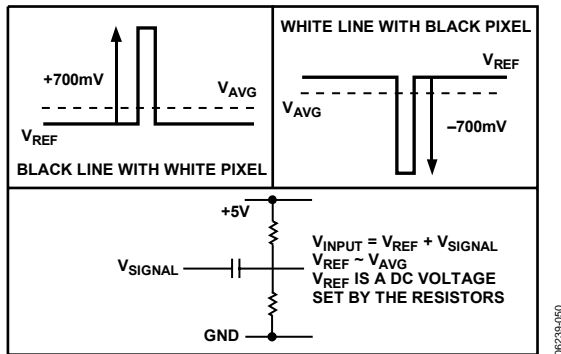 +700mV
VAVG
VREF
BLACK LINE WITH WHITE PIXEL
WHITE LINE WITH BLACK PIXEL
VREF
VAVG
–700mV
+5V
VSIGNAL
GND
VINPUT = VREF + VSIGNAL
VREF ~ VAVG
VREF IS A DC VOLTAGE
SET BY THE RESISTORS
06239-050